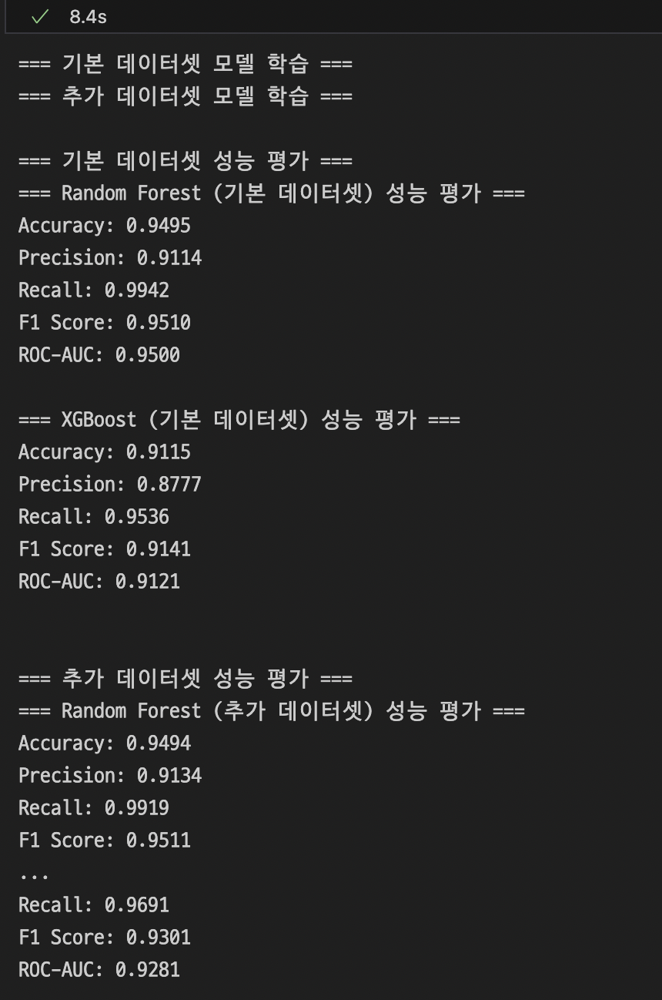 8.4s
=== 기본 데이터셋 모델 학습 ===
=== 추가 데이터셋 모델 학습 ===
=== 기본 데이터셋 성능 평가 ===
=== Random Forest (기본 데이터셋) 성능 평가 ===
Accuracy: 0.9495
Precision: 0.9114
Recall: 0.9942
F1 Score: 0.9510
ROC-AUC: 0.9500
=== XGBoost (기본 데이터셋) 성능 평가 ===
Accuracy: 0.9115
Precision: 0.8777
Recall: 0.9536
F1 Score: 0.9141
ROC-AUC: 0.9121
=== 추가 데이터셋 성능 평가 ===
=== Random Forest (추가 데이터셋) 성능 평가 ===
Accuracy: 0.9494
Precision: 0.9134
Recall: 0.9919
F1 Score: 0.9511
...
Recall: 0.9691
F1 Score: 0.9301
ROC-AUC: 0.9281